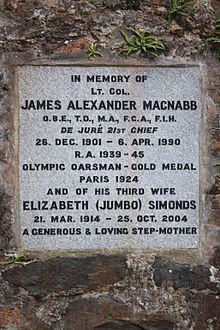 IN MEMORY OF
LT. COL.
JAMES ALEXANDER MACNABB
O.B.E., T.D., M.A., F.C.A., F.I.H.
DE JURÉ 21ST CHIEF
26. DEC. 1901 - 6. APR. 1990
R.A. 1939-45
OLYMPIC OARSMAN - GOLD MEDAL
PARIS 1924
AND OF HIS THIRD WIFE
ELIZABETH (JUMBO) SIMONDS
21. MAR. 1914 - 25. OCT. 2004
A GENEROUS & LOVING STEP-MOTHER